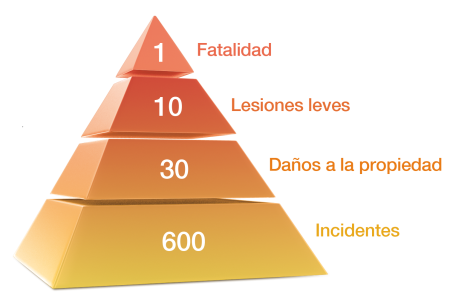 1 Fatalidad
10 Lesiones leves
30 Daños a la propiedad
600 Incidentes